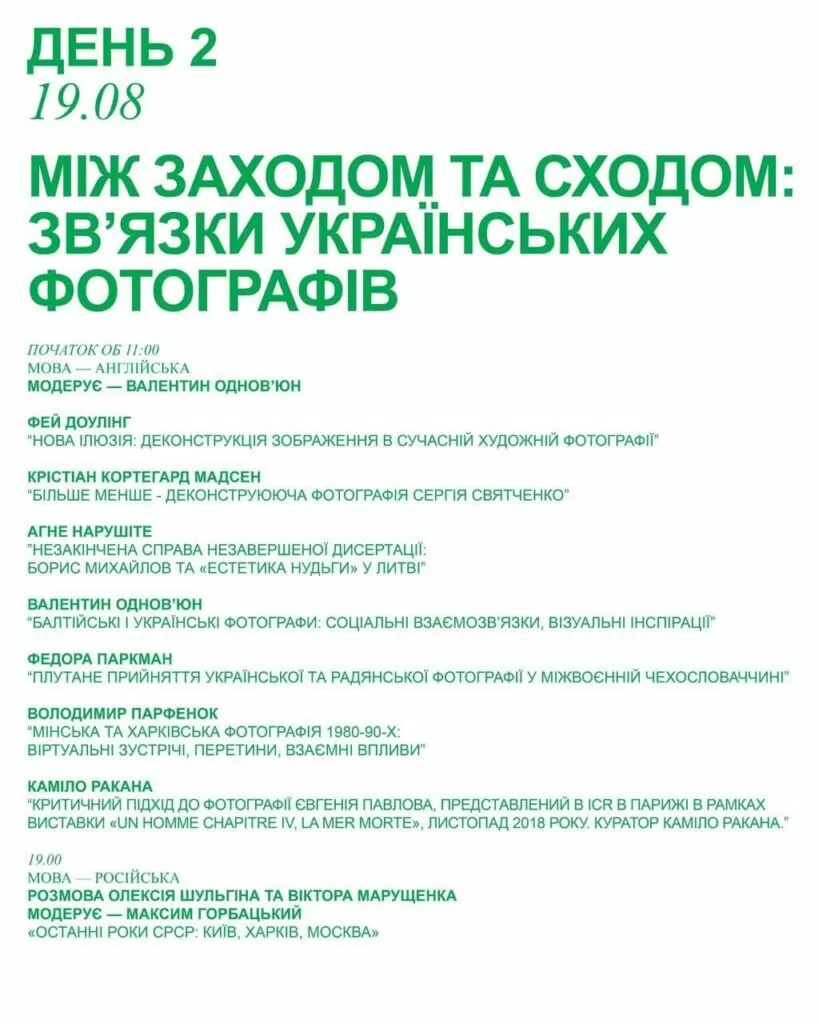 ДЕНЬ 2
19.08
МІЖ ЗАХОДОМ ТА СХОДОМ:
ЗВ’ЯЗКИ УКРАЇНСЬКИХ
ФОТОГРАФІВ
ПОЧАТОК ОБ 11:00
МОВА — АНГЛІЙСЬКА
МОДЕРУЄ — ВАЛЕНТИН ОДНОВ’ЮН
ФЕЙ ДОУЛІНГ
“НОВА ІЛЮЗІЯ: ДЕКОНСТРУКЦІЯ ЗОБРАЖЕННЯ В СУЧАСНІЙ ХУДОЖНІЙ ФОТОГРАФІЇ”
КРІСТІАН КОРТЕГАРД МАДСЕН
“БІЛЬШЕ МЕНШЕ - ДЕКОНСТРУЮЮЧА ФОТОГРАФІЯ СЕРГІЯ СВЯТЧЕНКО”
АГНЕ НАРУШІТЕ
”НЕЗАКІНЧЕНА СПРАВА НЕЗАВЕРШЕНОЇ ДИСЕРТАЦІЇ:
БОРИС МИХАЙЛОВ ТА «ЕСТЕТИКА НУДЬГИ» У ЛИТВІ”
ВАЛЕНТИН ОДНОВ’ЮН
“БАЛТІЙСЬКІ І УКРАЇНСЬКІ ФОТОГРАФИ: СОЦІАЛЬНІ ВЗАЄМОЗВ’ЯЗКИ, ВІЗУАЛЬНІ ІНСПІРАЦІЇ”
ФЕДОРА ПАРКМАН
“ПЛУТАНЕ ПРИЙНЯТТЯ УКРАЇНСЬКОЇ ТА РАДЯНСЬКОЇ ФОТОГРАФІЇ У МІЖВОЄННІЙ ЧЕХОСЛОВАЧЧИНІ”
ВОЛОДИМИР ПАРФЕНОК
“МІНСЬКА ТА ХАРКІВСЬКА ФОТОГРАФІЯ 1980-90-Х:
ВІРТУАЛЬНІ ЗУСТРІЧІ, ПЕРЕТИНИ, ВЗАЄМНІ ВПЛИВИ”
КАМІЛО РАКАНА
“КРИТИЧНИЙ ПІДХІД ДО ФОТОГРАФІЇ ЄВГЕНІЯ ПАВЛОВА, ПРЕДСТАВЛЕНИЙ В ICR В ПАРИЖІ В РАМКАХ
ВИСТАВКИ «UN HOMME CHAPITRE IV, LA MER MORTE», ЛИСТОПАД 2018 РОКУ. КУРАТОР КАМІЛО РАКАНА.”
19.00
МОВА — РОСІЙСЬКА
РОЗМОВА ОЛЕКСІЯ ШУЛЬГІНА ТА ВІКТОРА МАРУЩЕНКА
МОДЕРУЄ — МАКСИМ ГОРБАЦЬКИЙ
«ОСТАННІ РОКИ СРСР: КИЇВ, ХАРКІВ, МОСКВА»